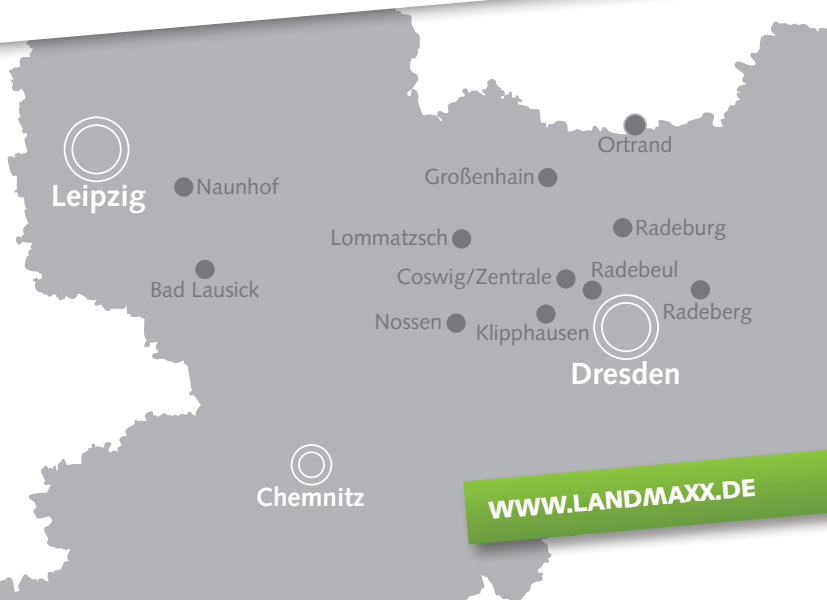 Ortrand
Großenhain
Leipzig
Naunhof
Radeburg
Lommatzsch
Radebeul
Coswig/Zentrale
Bad Lausick
Radeberg
Nossen
Klipphausen
Dresden
Chemnitz
WWW.LANDMAXX.DE